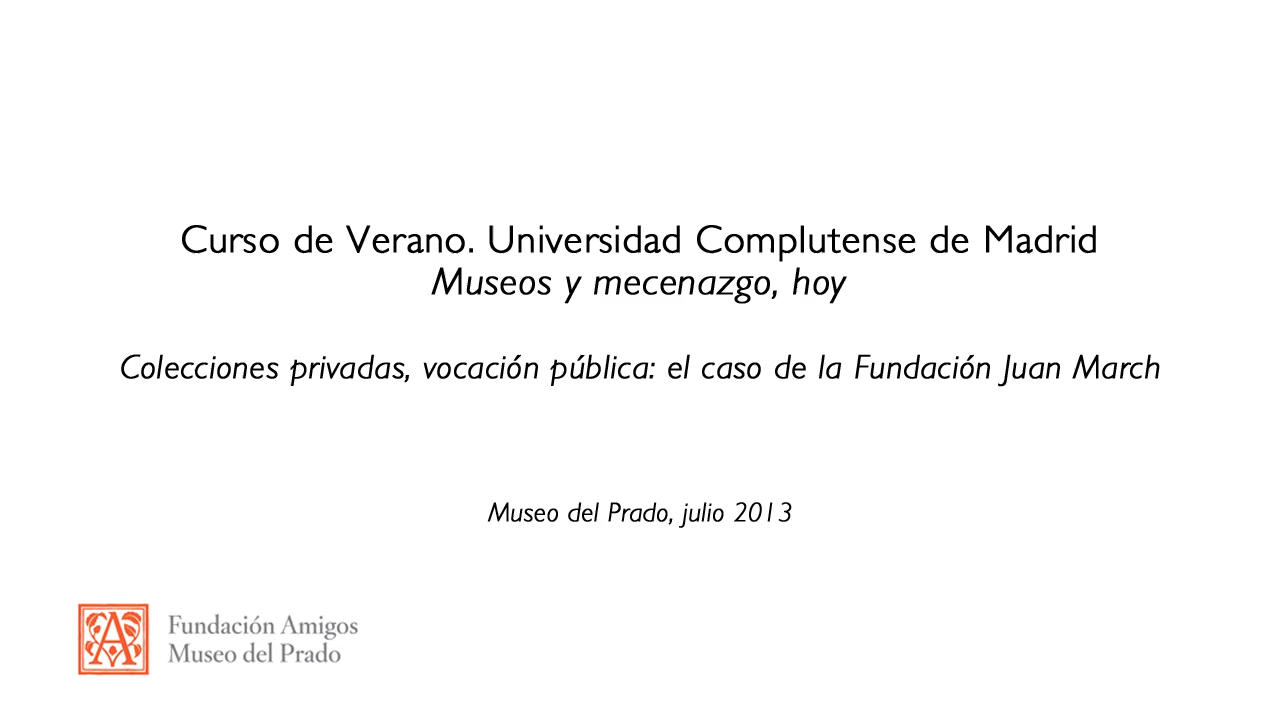 Curso de Verano. Universidad Complutense de Madrid
Museos y mecenazgo, hoy
Colecciones privadas, vocación pública: el caso de la Fundación Juan March
Museo del Prado, julio 2013
A
Fundación Amigos
Museo del Prado